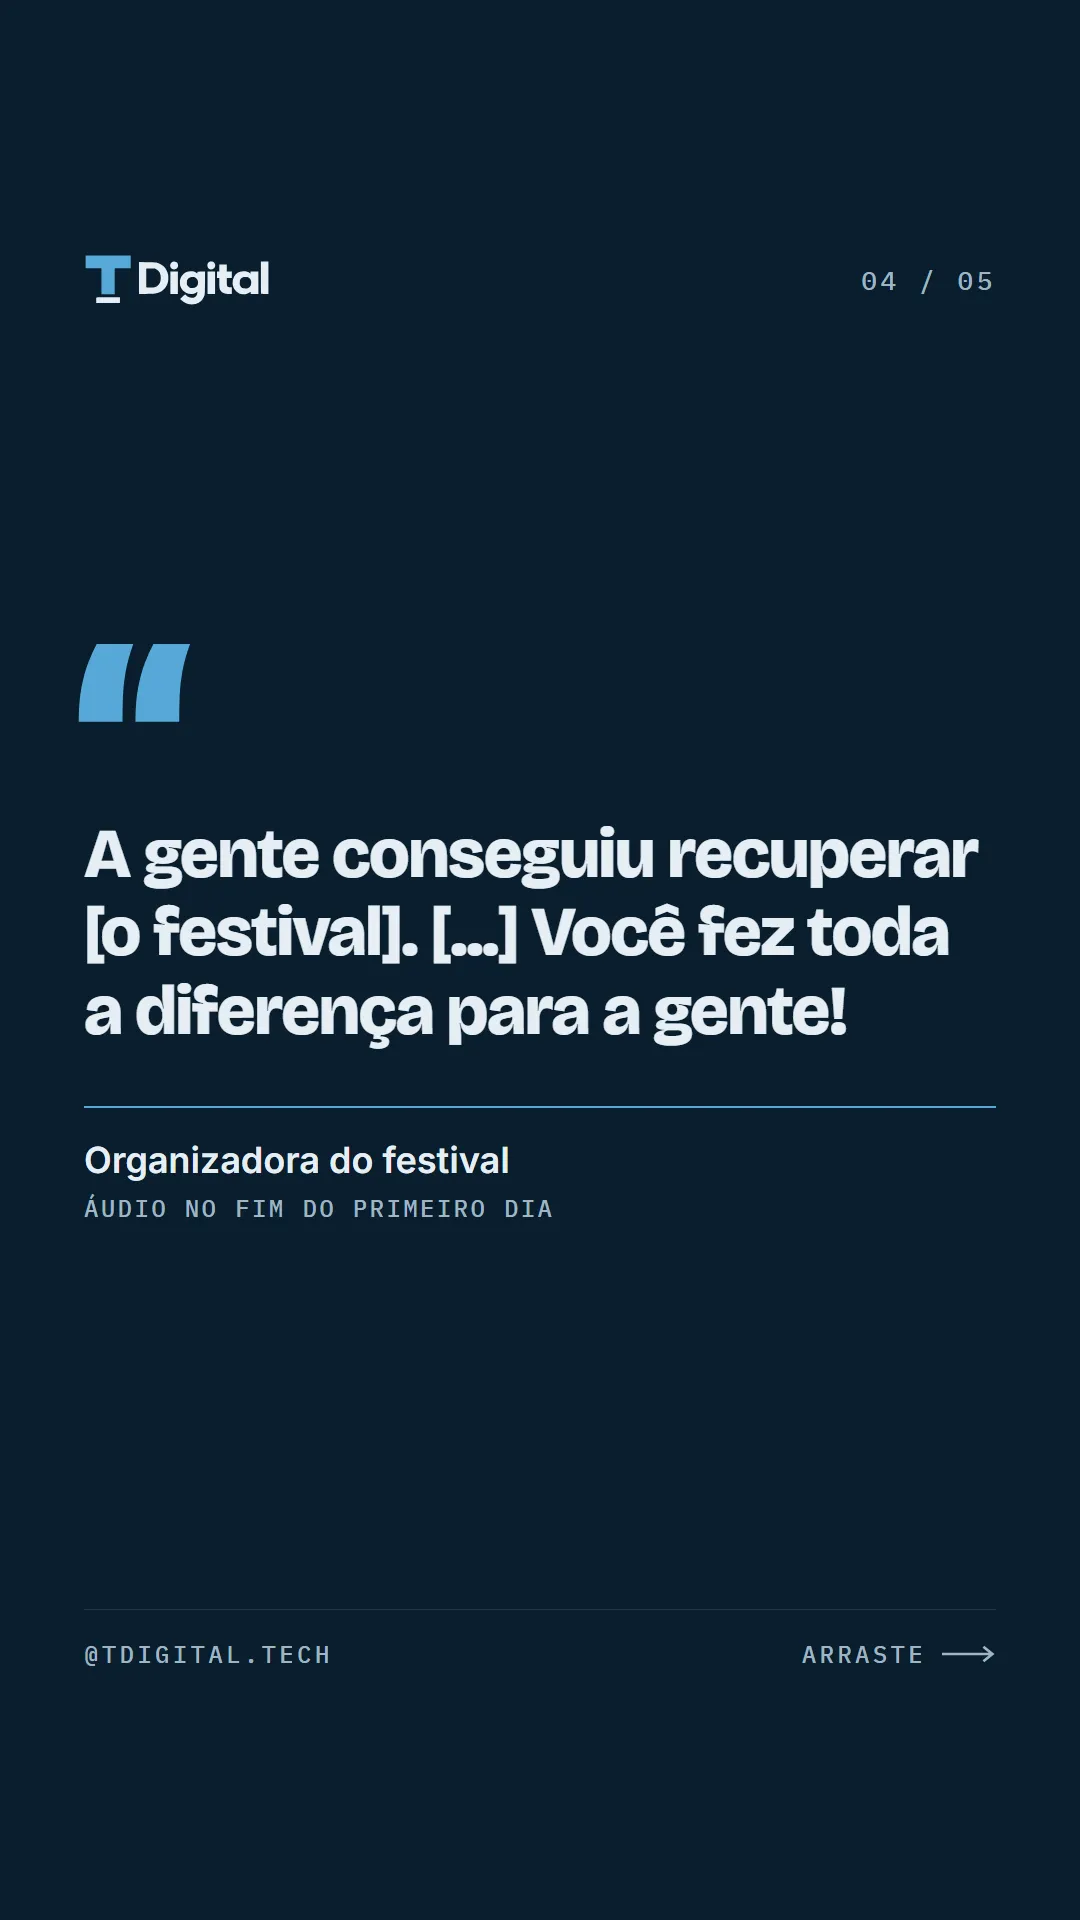 T Digital
04 / 05
“
A gente conseguiu recuperar
[o festival]. [...] Você fez toda
a diferença para a gente!
Organizadora do festival
ÁUDIO NO FIM DO PRIMEIRO DIA
@TDIGITAL.TECH
ARRASTE →